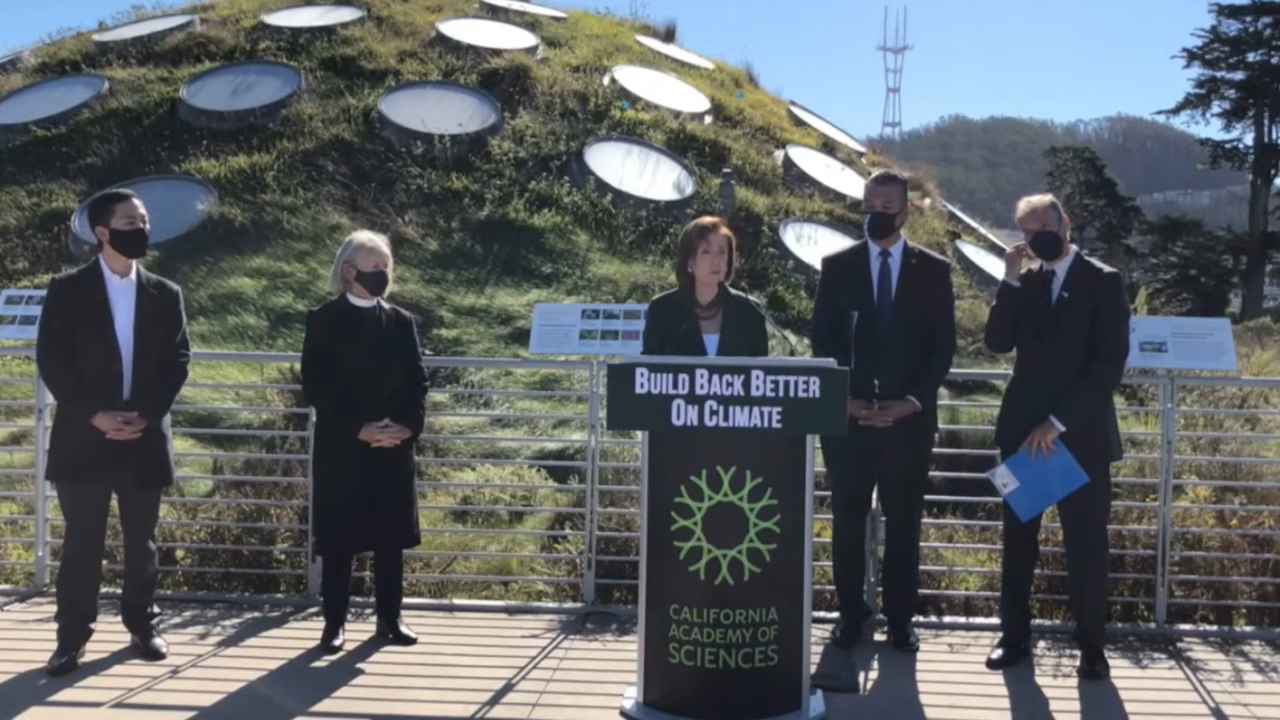 BUILD BACK BETTER
ON CLIMATE
CALIFORNIA
ACADEMY OF
SCIENCES